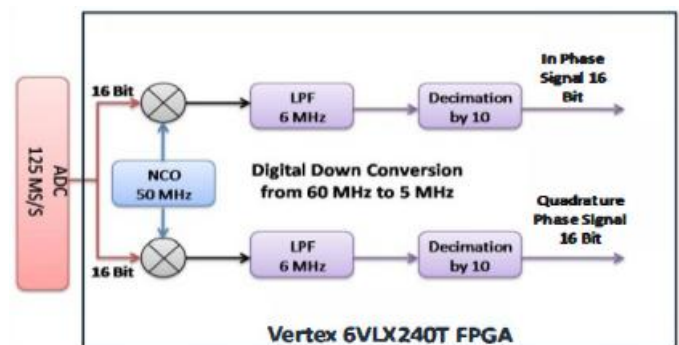 ADC
125 MS/S
16 Bit
LPF
6 MHz
Decimation
by 10
In Phase
Signal 16
Bit
NCO
50 MHz
Digital Down Conversion
from 60 MHz to 5 MHz
16 Bit
LPF
6 MHz
Decimation
by 10
Quadrature
Phase Signal
16 Bit
Vertex 6VLX240T FPGA